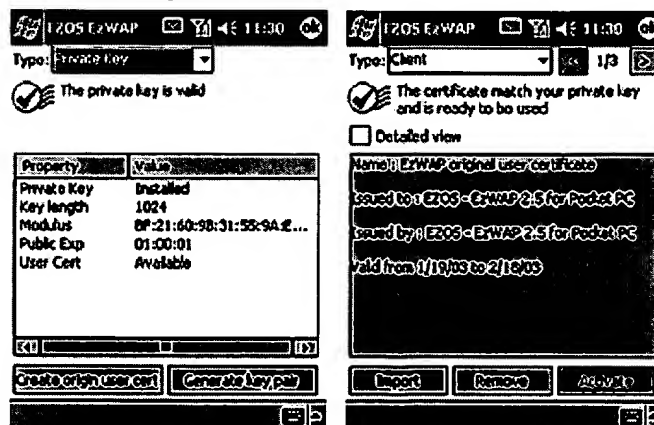 EZOS EzWAP 11:30 ok
Type: Private Key
The private key is valid
Property Value
Private Key Installed
Key length 1024
Modulus 8F:21:60:98:31:55:9A:E...
Public Exp 01:00:01
User Cert Available
Create origin user cert Generate key pair
EZOS EzWAP 11:30 ok
Type: Client 1/3
The certificate match your private key
and is ready to be used
Detailed view
Name : EzWAP original user certificate
Issued to : EZOS - EzWAP 2.5 for Pocket PC
Issued by : EZOS - EzWAP 2.5 for Pocket PC
Valid from 1/19/03 to 2/18/03
Import Remove Activate